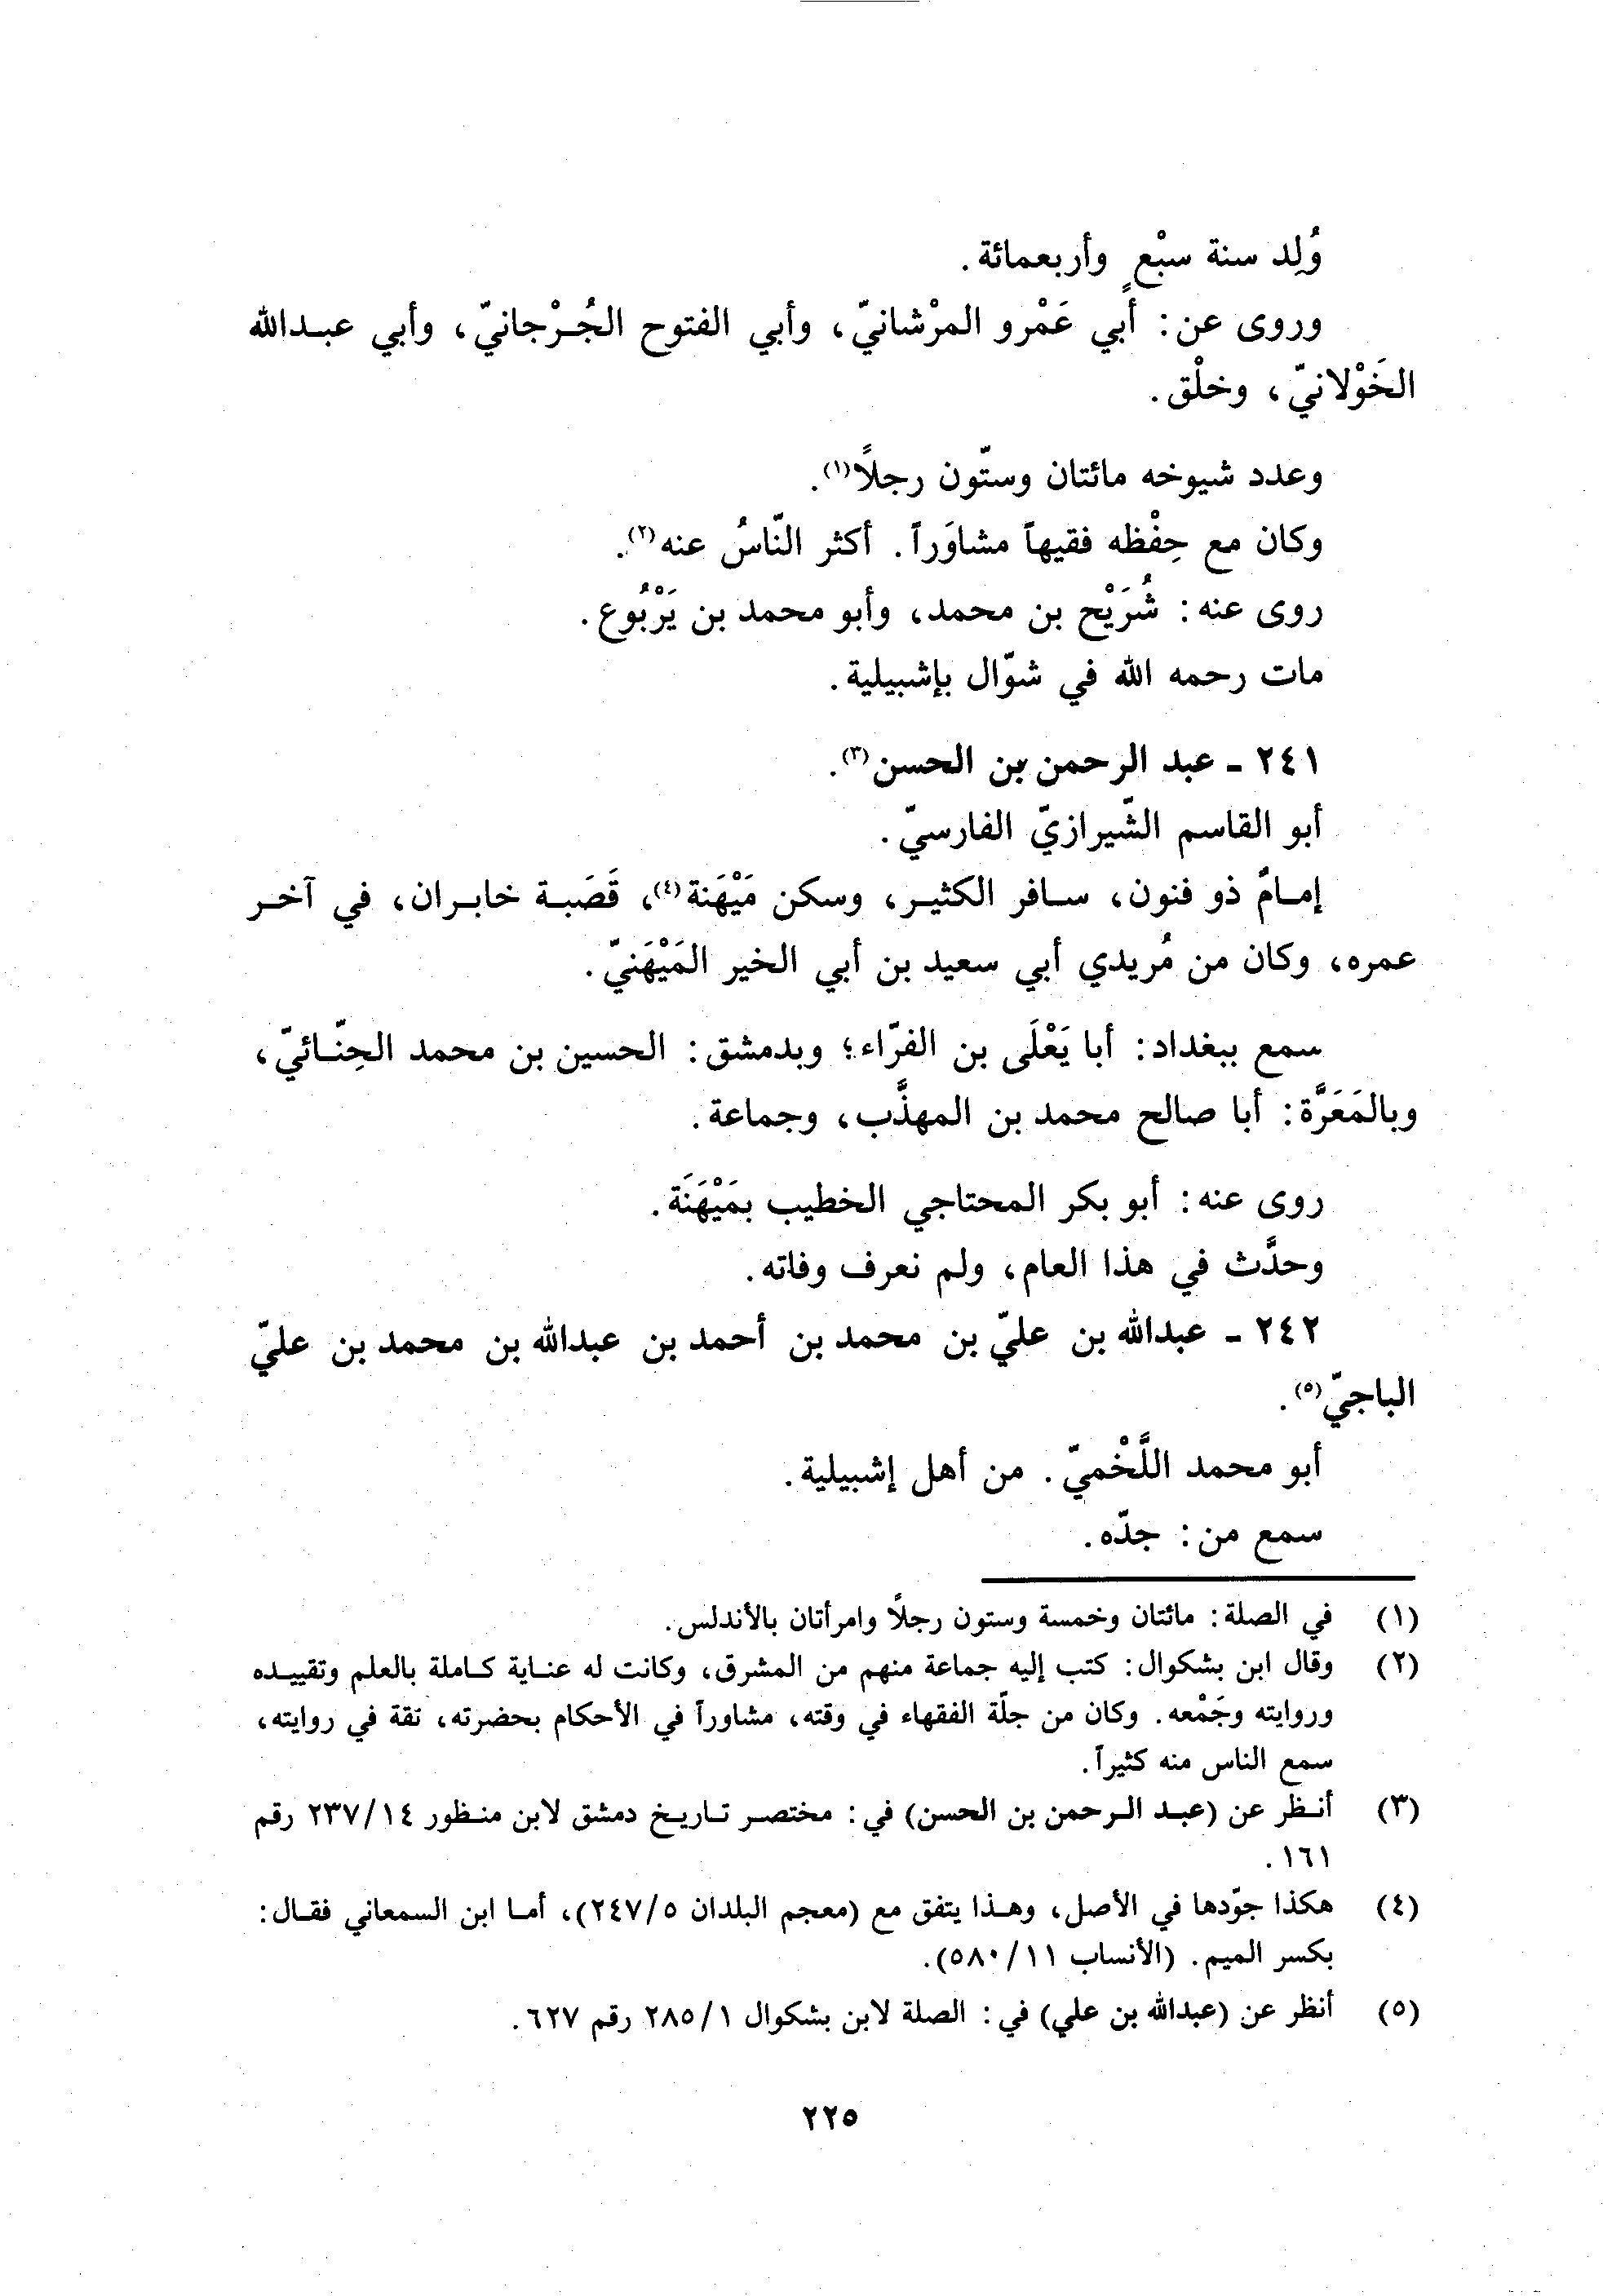 وُلِد سنة سبْعٍ وأربعمائة.
وروى عن: أبي عَمْرو المرْشانيّ، وأبي الفتوح الجُرْجانيّ، وأبي عبدالله
الخَوْلانيّ، وخلْق.
وعدد شيوخه مائتان وستّون رجلاً(١).
وكان مع حِفْظه فقيهاً مشاوَراً. أكثر النّاسُ عنه(٢).
روى عنه: شُرَيْح بن محمد، وأبو محمد بن يَرْبُوع.
مات رحمه الله في شوّال بإشبيلية.
٢٤١ ـ عبد الرحمن بن الحسن(٣).
أبو القاسم الشّيرازيّ الفارسيّ.
إمامٌ ذو فنون، سافر الكثير، وسكن مَيْهَنة(٤)، قَصَبة خابران، في آخر
عمره، وكان من مُريدي أبي سعيد بن أبي الخير المَيْهَنيّ.
سمع ببغداد: أبا يَعْلَى بن الفرّاء؛ وبدمشق: الحسين بن محمد الحِنّائيّ،
وبالمَعَرَّة: أبا صالح محمد بن المهذَّب، وجماعة.
روى عنه: أبو بكر المحتاجي الخطيب بمَيْهَنَة.
وحدَّث في هذا العام، ولم نعرف وفاته.
٢٤٢ ـ عبدالله بن عليّ بن محمد بن أحمد بن عبدالله بن محمد بن عليّ
الباجيّ(٥).
أبو محمد اللَّخْميّ. من أهل إشبيلية.
سمع من: جدّه.
(١) في الصلة: مائتان وخمسة وستون رجلاً وامرأتان بالأندلس.
(٢) وقال ابن بشكوال: كتب إليه جماعة منهم من المشرق، وكانت له عناية كاملة بالعلم وتقييده
وروايته وجَمْعه. وكان من جلّة الفقهاء في وقته، مشاوراً في الأحكام بحضرته، ثقة في روايته،
سمع الناس منه كثيراً.
(٣) أنظر عن (عبد الرحمن بن الحسن) في: مختصر تاريخ دمشق لابن منظور ٢٣٧/١٤ رقم
١٦١.
(٤) هكذا جوّدها في الأصل، وهذا يتفق مع (معجم البلدان ٢٤٧/٥)، أما ابن السمعاني فقال:
بكسر الميم. (الأنساب ٥٨٠/١١).
(٥) أنظر عن (عبدالله بن علي) في: الصلة لابن بشكوال ٢٨٥/١ رقم ٦٢٧.
٢٢٥